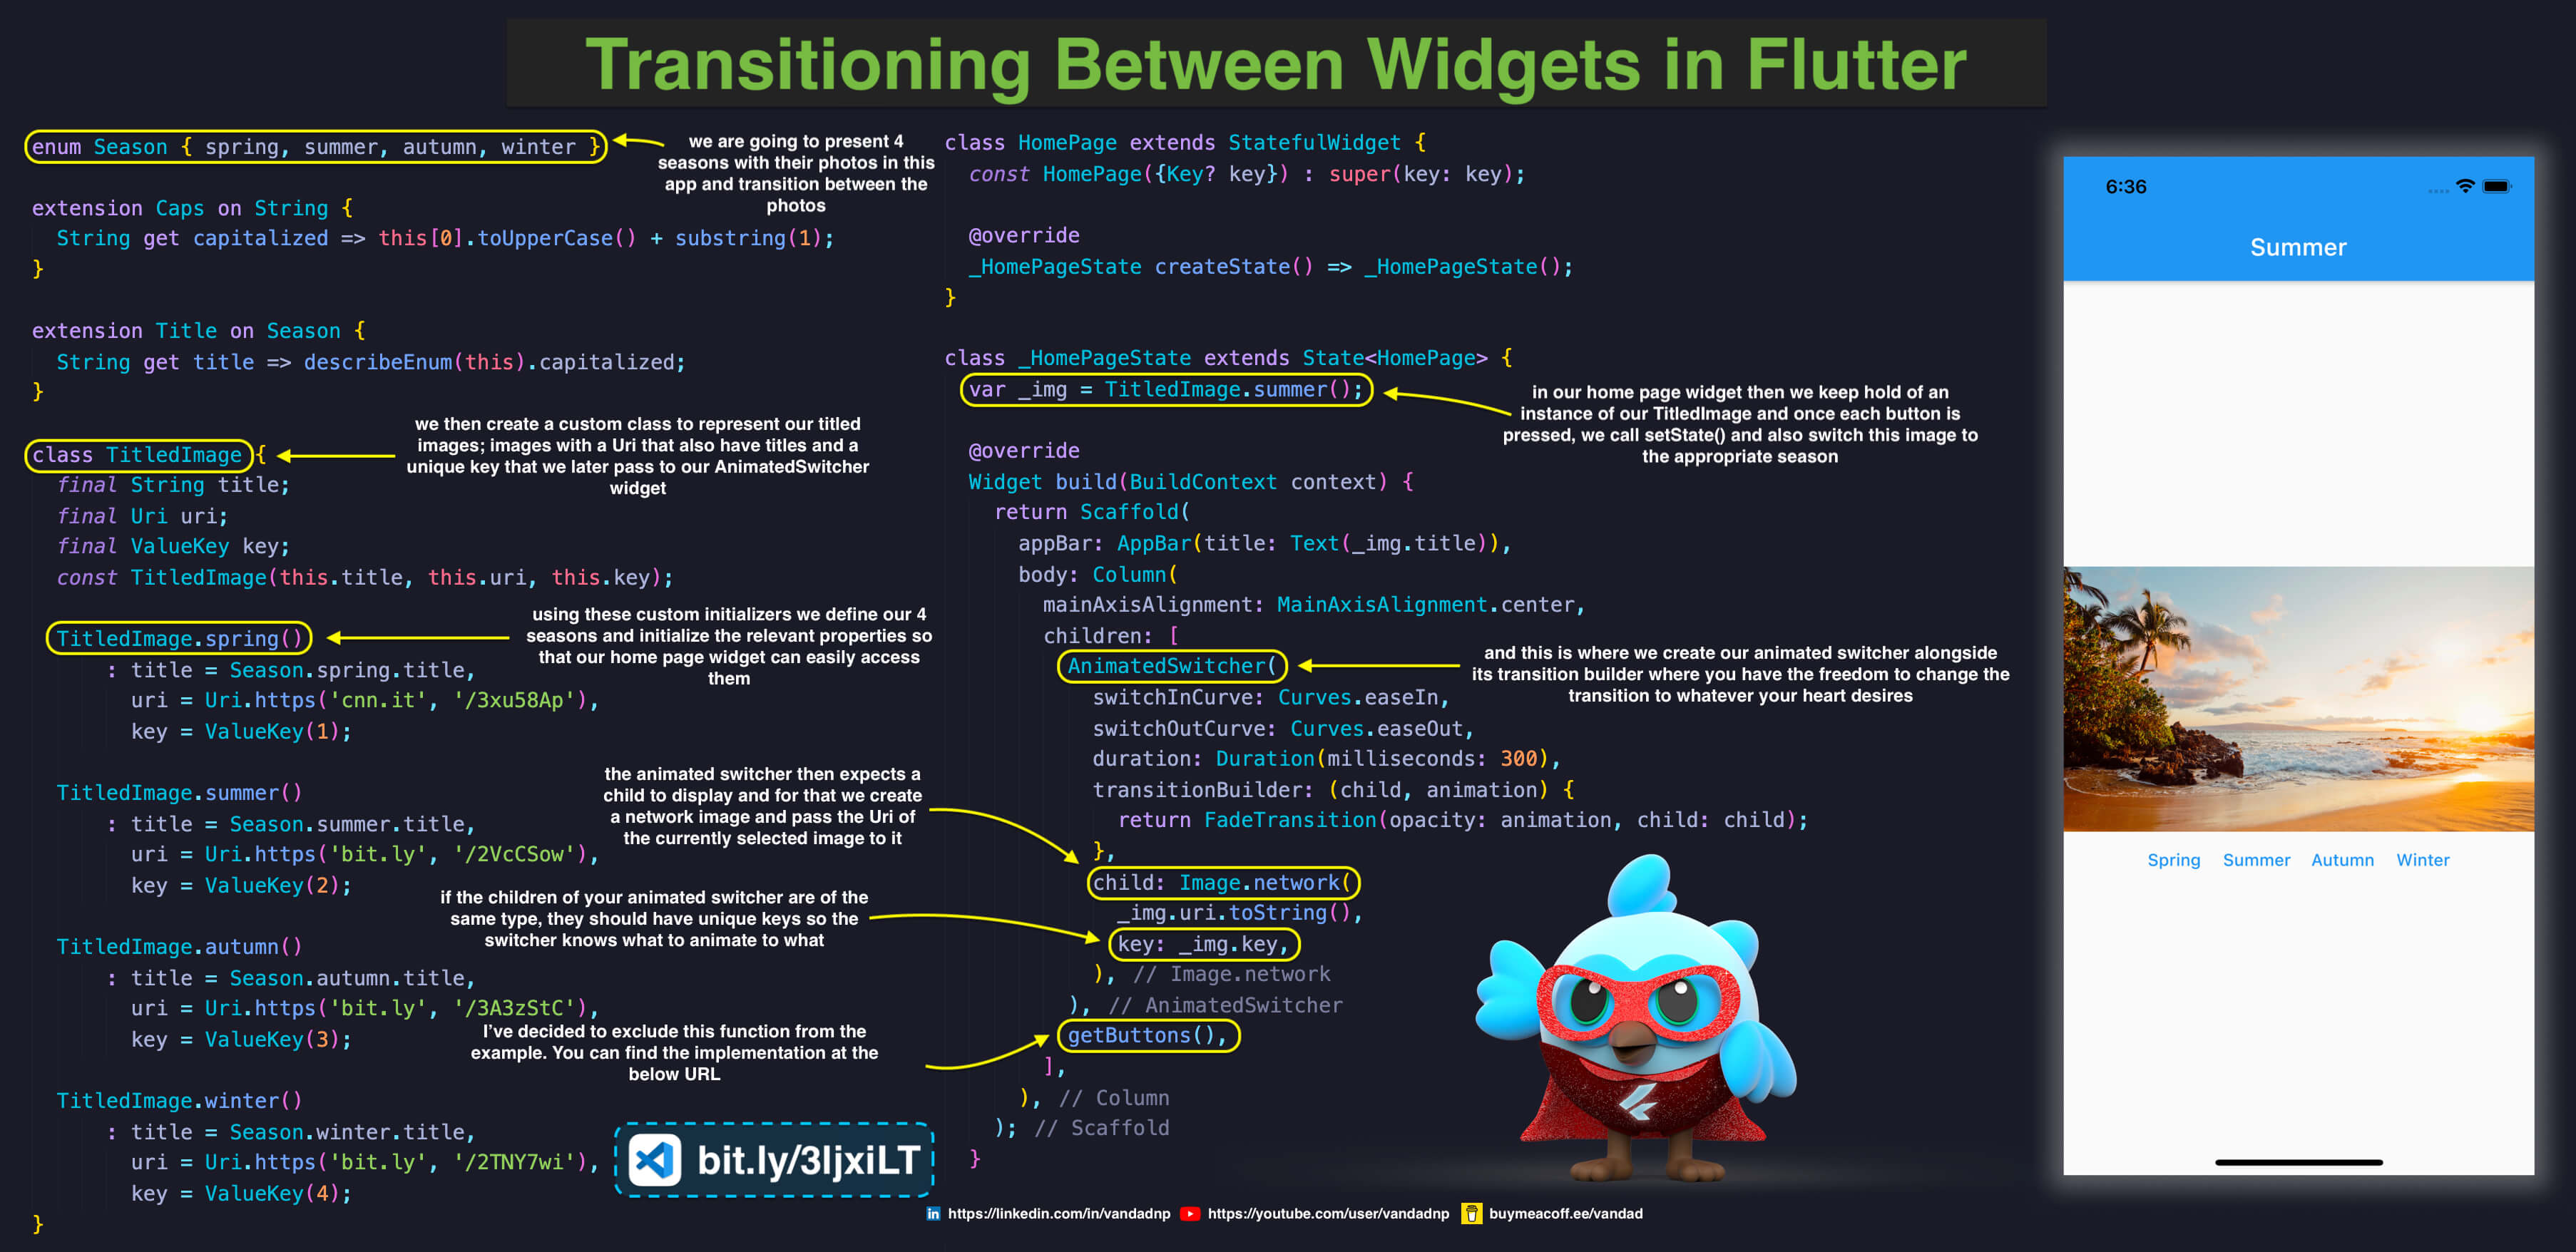 Transitioning Between Widgets in Flutter
enum Season { spring, summer, autumn, winter }
we are going to present 4
seasons with their photos in this
app and transition between the
photos
extension Caps on String {
String get capitalized => this[0].toUpperCase() + substring(1);
}
extension Title on Season {
String get title => describeEnum(this).capitalized;
}
we then create a custom class to represent our titled
images; images with a Uri that also have titles and a
unique key that we later pass to our AnimatedSwitcher
widget
class TitledImage {
final String title;
final Uri uri;
final ValueKey key;
const TitledImage(this.title, this.uri, this.key);
using these custom initializers we define our 4
seasons and initialize the relevant properties so
that our home page widget can easily access
them
TitledImage.spring()
: title = Season.spring.title,
uri = Uri.https('cnn.it', '/3xu58Ap'),
key = ValueKey(1);
the animated switcher then expects a
child to display and for that we create
a network image and pass the Uri of
the currently selected image to it
TitledImage.summer()
: title = Season.summer.title,
uri = Uri.https('bit.ly', '/2VcCSow'),
key = ValueKey(2);
if the children of your animated switcher are of the
same type, they should have unique keys so the
switcher knows what to animate to what
TitledImage.autumn()
: title = Season.autumn.title,
uri = Uri.https('bit.ly', '/3A3zStC'),
key = ValueKey(3);
I've decided to exclude this function from the
example. You can find the implementation at the
below URL
TitledImage.winter()
: title = Season.winter.title,
uri = Uri.https('bit.ly', '/2TNY7wi'),
key = ValueKey(4);
}
bit.ly/3ljxiLT
class HomePage extends StatefulWidget {
const HomePage({Key? key}) : super(key: key);
@override
_HomePageState createState() => _HomePageState();
}
class _HomePageState extends State<HomePage> {
var _img = TitledImage.summer();
in our home page widget then we keep hold of an
instance of our TitledImage and once each button is
pressed, we call setState() and also switch this image to
the appropriate season
@override
Widget build(BuildContext context) {
return Scaffold(
appBar: AppBar(title: Text(_img.title)),
body: Column(
mainAxisAlignment: MainAxisAlignment.center,
children: [
AnimatedSwitcher(
and this is where we create our animated switcher alongside
its transition builder where you have the freedom to change the
transition to whatever your heart desires
switchInCurve: Curves.easeIn,
switchOutCurve: Curves.easeOut,
duration: Duration(milliseconds: 300),
transitionBuilder: (child, animation) {
return FadeTransition(opacity: animation, child: child);
},
child: Image.network(
_img.uri.toString(),
key: _img.key,
), // Image.network
), // AnimatedSwitcher
getButtons(),
],
), // Column
); // Scaffold
}
6:36
Summer
Spring Summer Autumn Winter
in https://linkedin.com/in/vandadnp https://youtube.com/user/vandadnp buymeacoff.ee/vandad